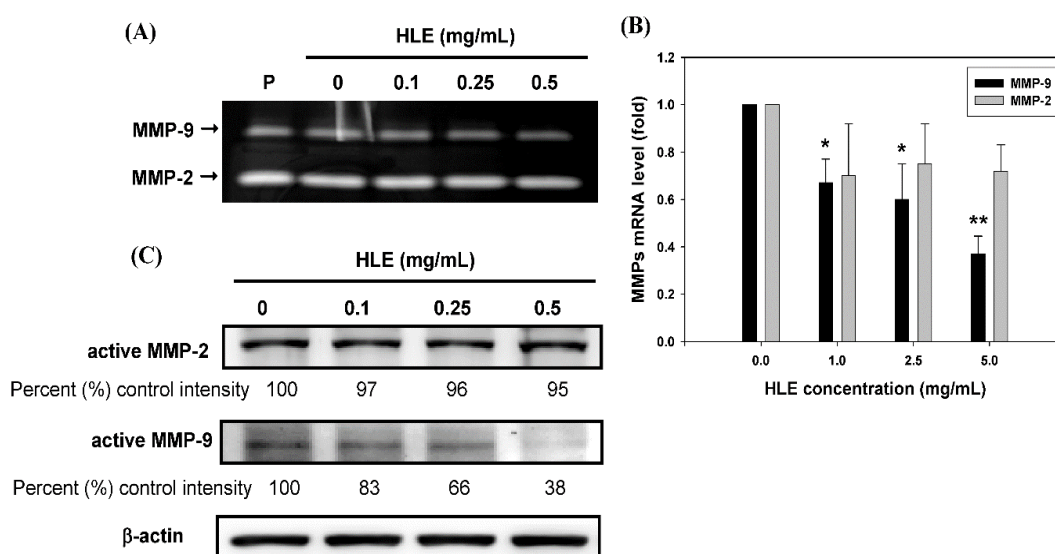 (A)
HLE (mg/mL)
P 0 0.1 0.25 0.5
MMP-9 →
MMP-2 →
(B)
MMPs mRNA level (fold)
1.2
1.0
0.8
0.6
0.4
0.2
0.0
MMP-9
MMP-2
* * **
0.0 1.0 2.5 5.0
HLE concentration (mg/mL)
(C)
HLE (mg/mL)
0 0.1 0.25 0.5
active MMP-2
Percent (%) control intensity 100 97 96 95
active MMP-9
Percent (%) control intensity 100 83 66 38
β-actin